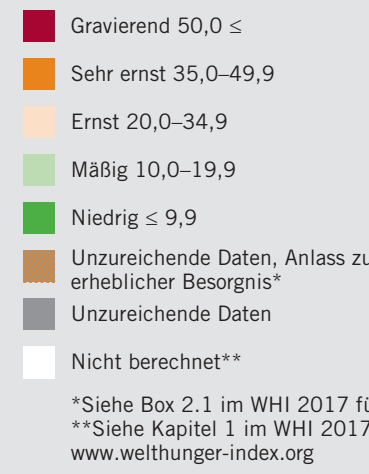 Gravierend 50,0 ≤
Sehr ernst 35,0–49,9
Ernst 20,0–34,9
Mäßig 10,0–19,9
Niedrig ≤ 9,9
Unzureichende Daten, Anlass zu
erheblicher Besorgnis*
Unzureichende Daten
Nicht berechnet**
*Siehe Box 2.1 im WHI 2017 fü
**Siehe Kapitel 1 im WHI 2017
www.welthunger-index.org